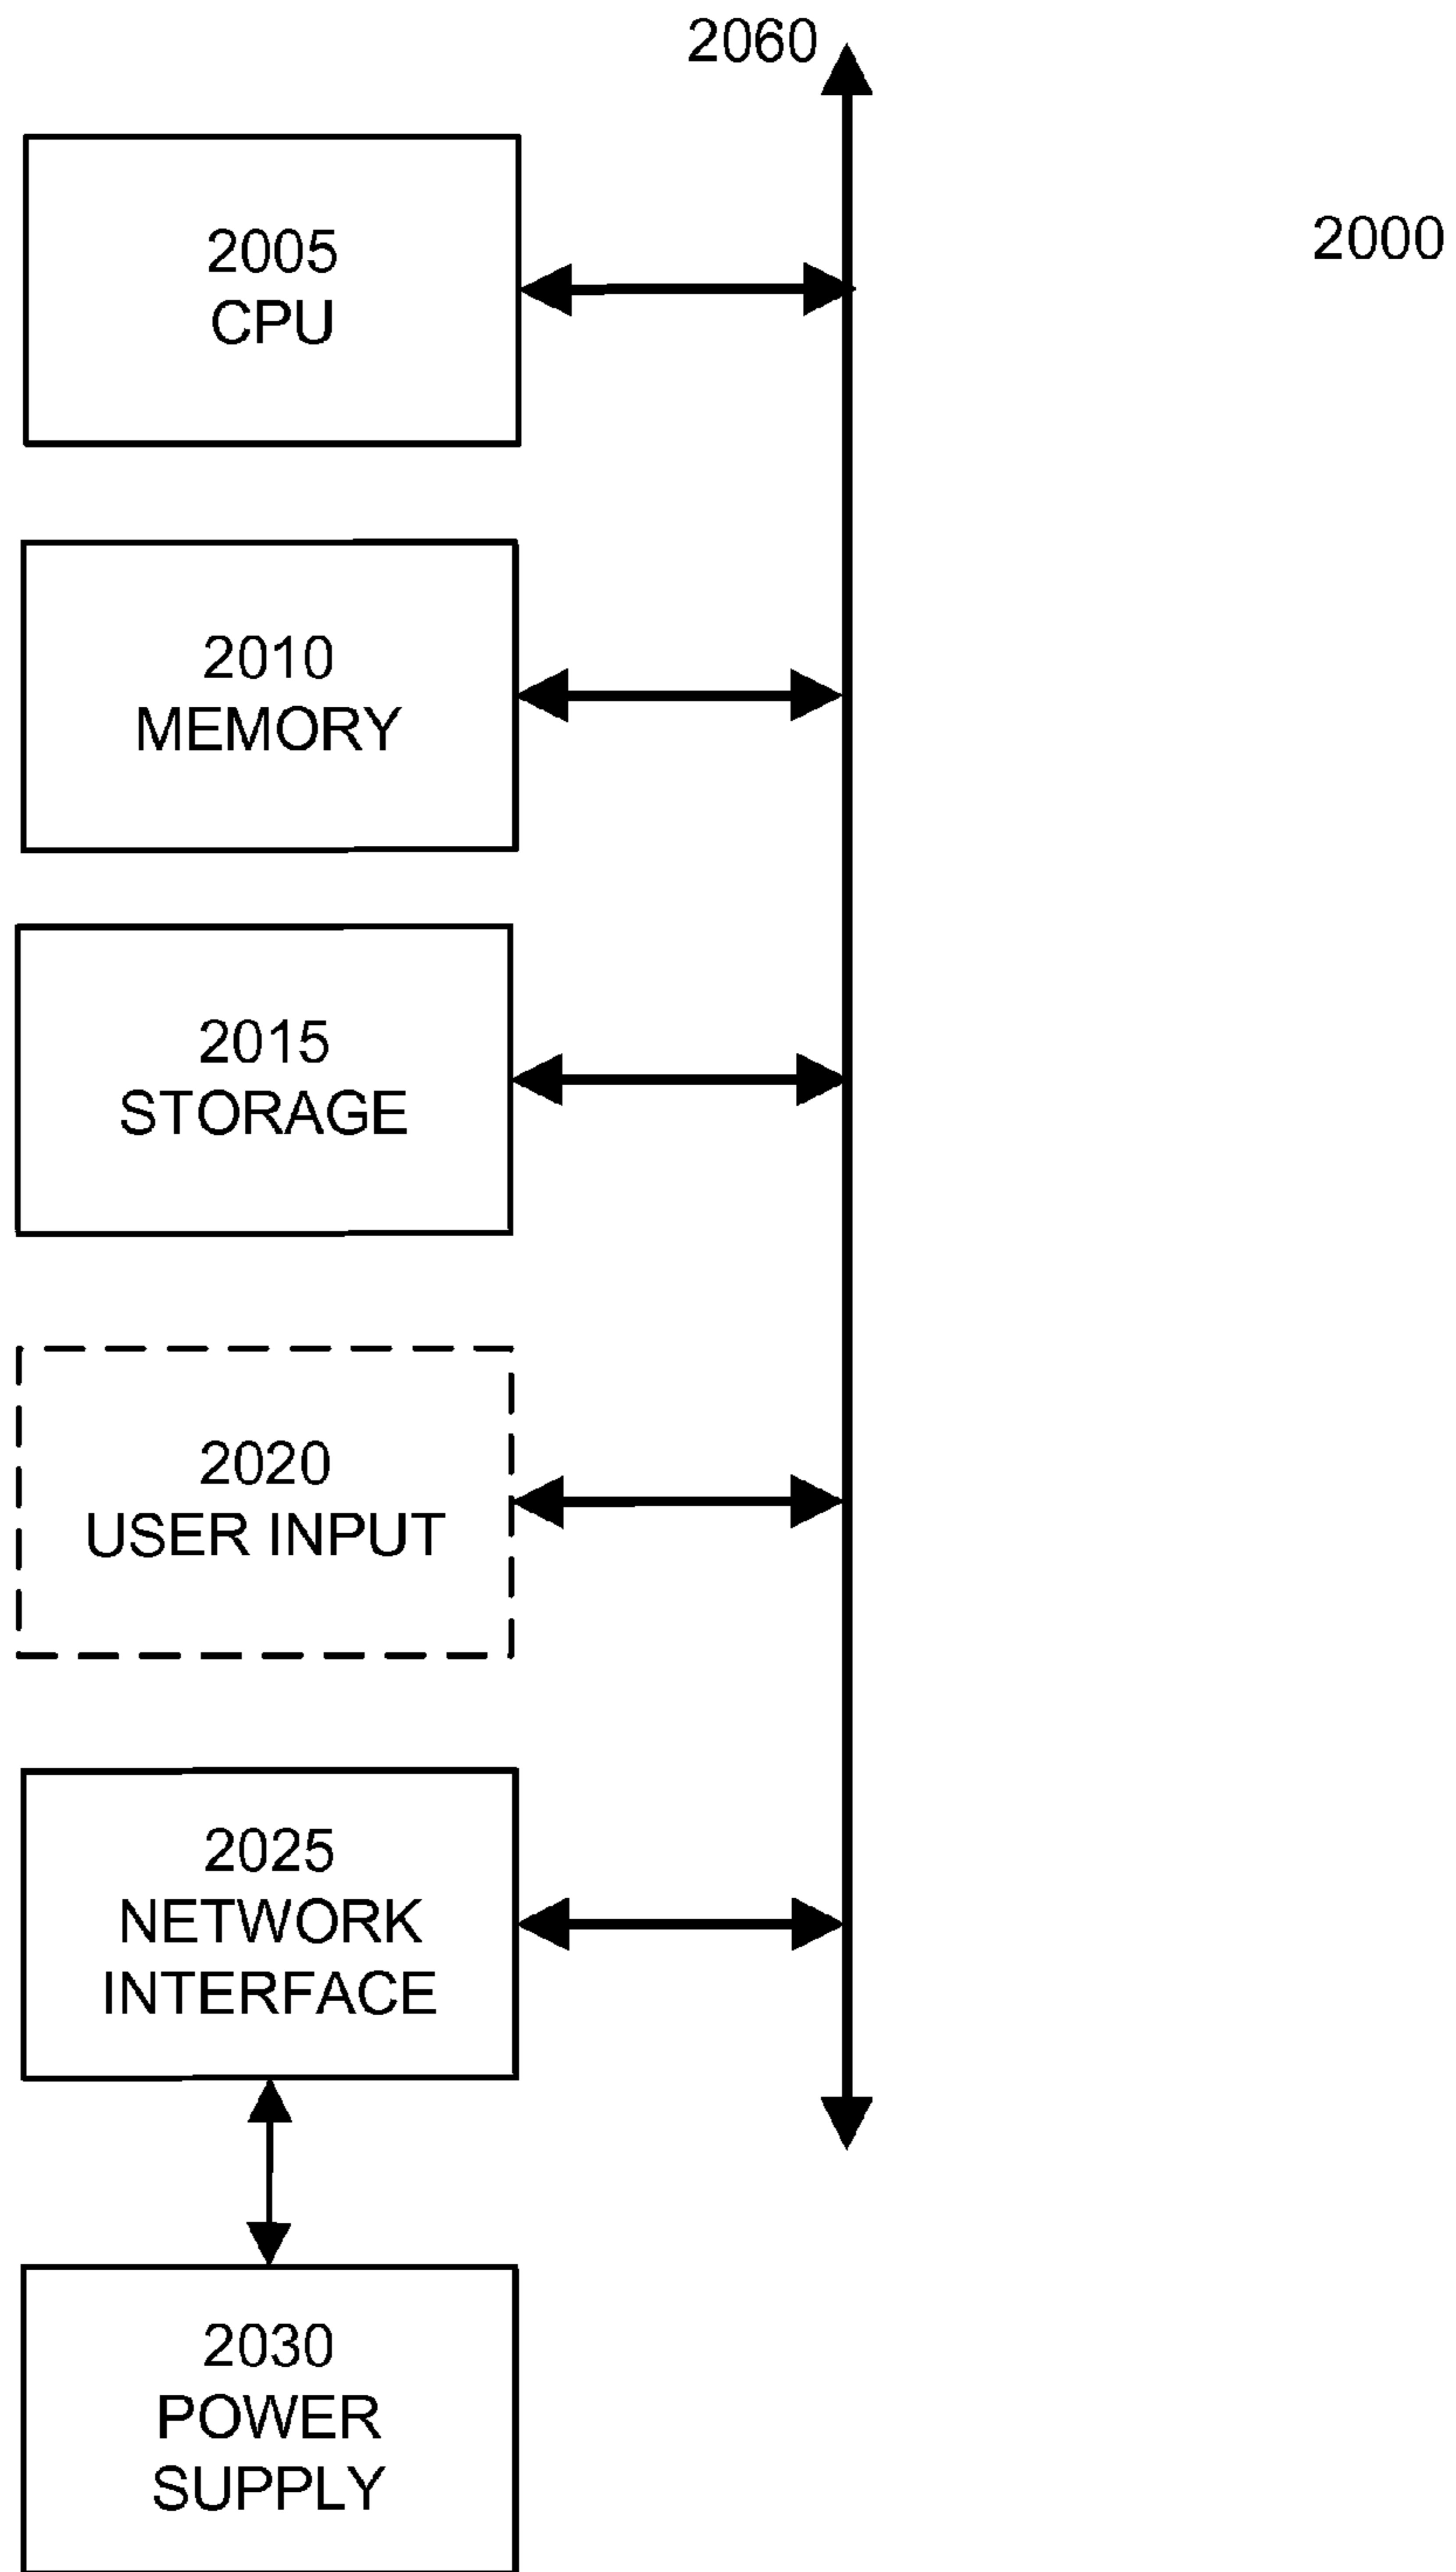 2060
2000
2005
CPU
2010
MEMORY
2015
STORAGE
2020
USER INPUT
2025
NETWORK
INTERFACE
2030
POWER
SUPPLY